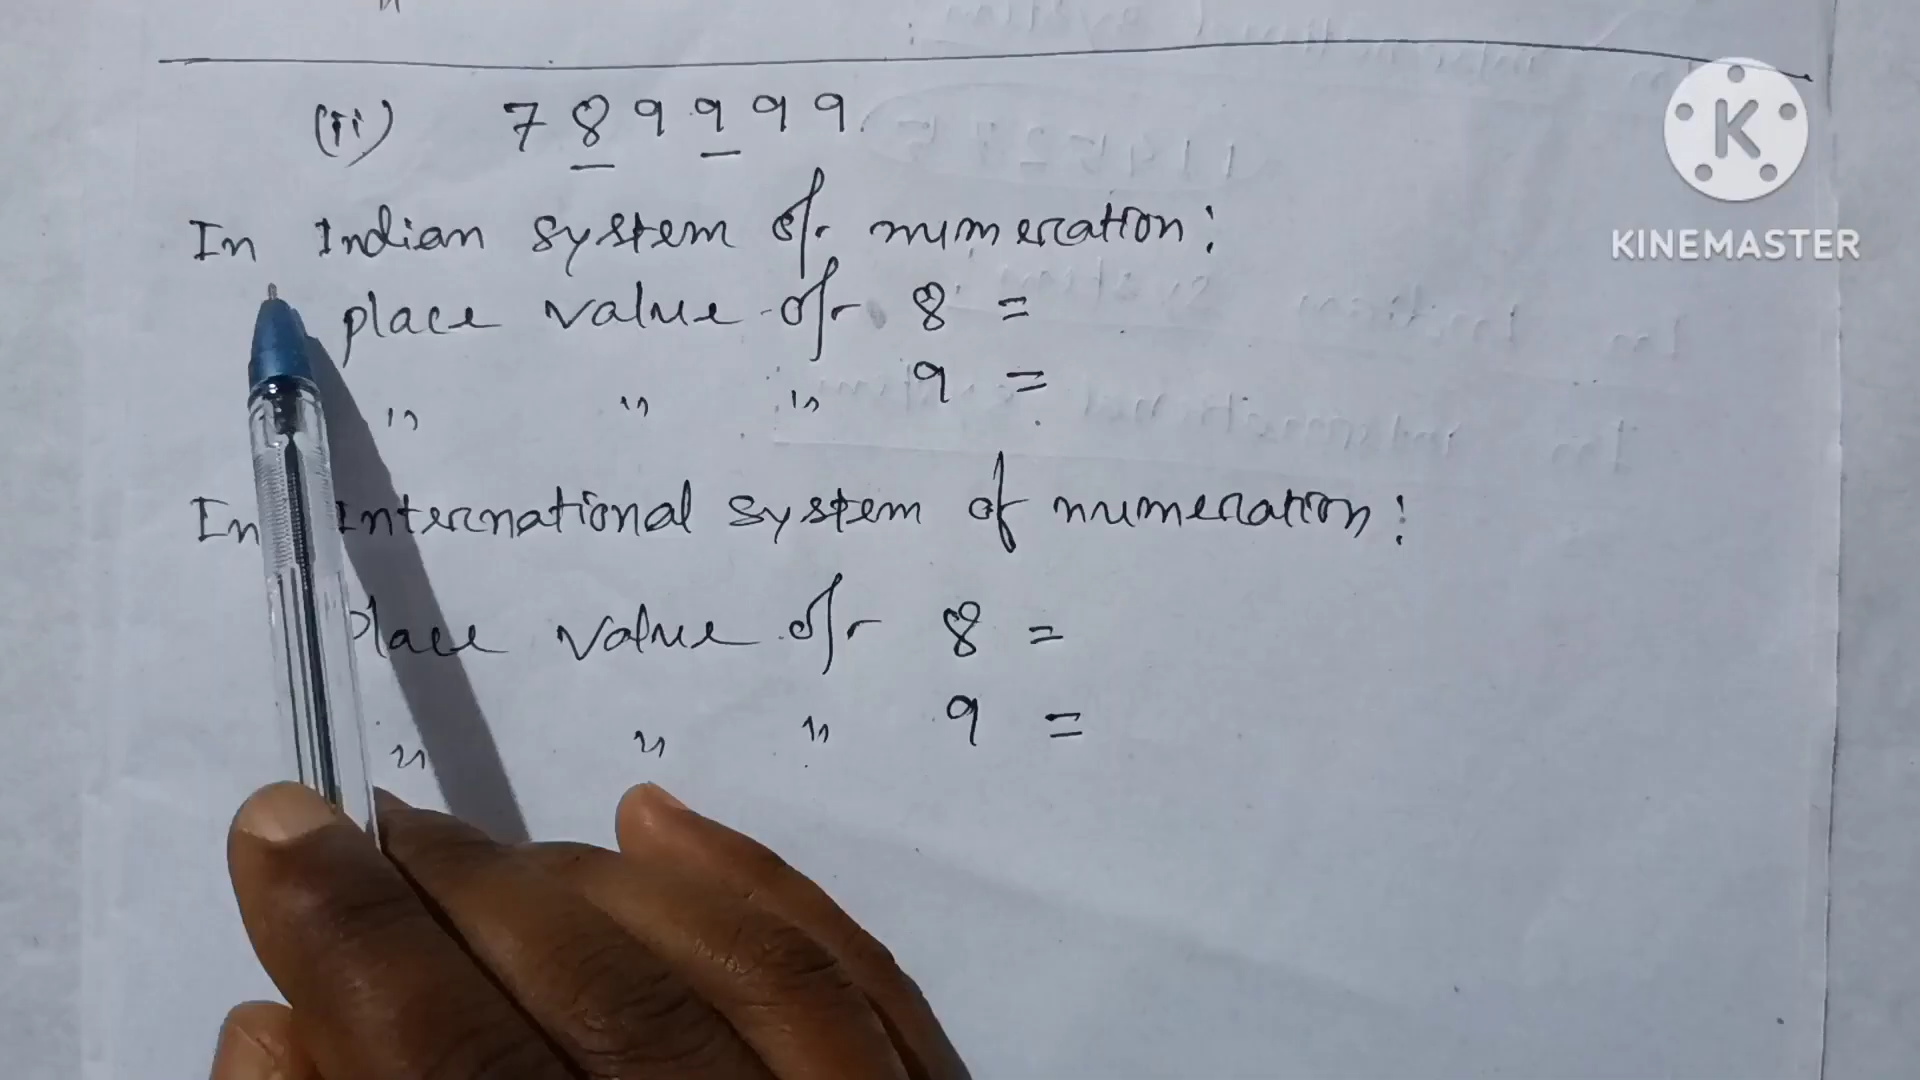 (ii) 789999
In Indian system of numeration:
place value of 8 =
" " " 9 =
In International system of numeration:
place value of 8 =
" " " 9 =
K
KINEMASTER